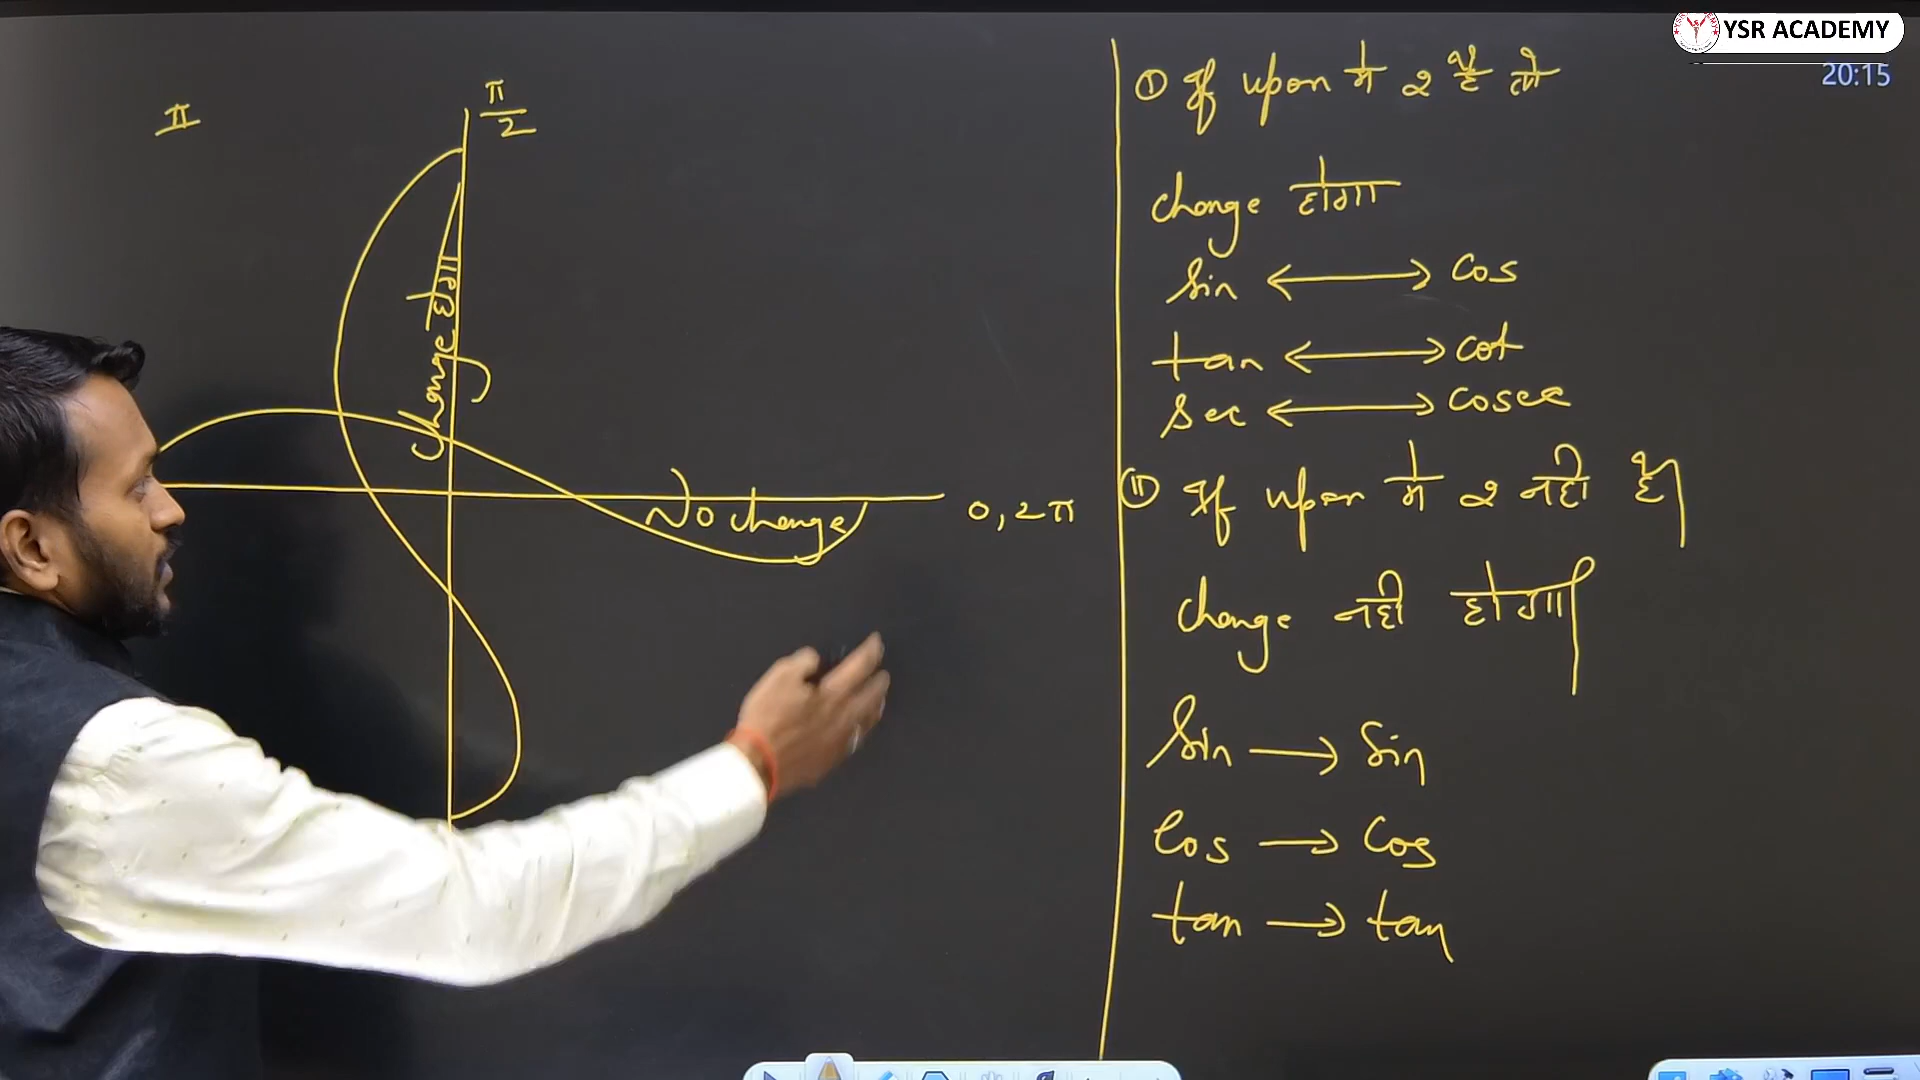 YSR ACADEMY
20:15
II
π/2
change होगा
No change
0, 2π
① If upon में 2 है तो
change होगा
sin ⟷ cos
tan ⟷ cot
sec ⟷ cosec
② If upon में 2 नही है।
change नही होगा।
Sin → Sin
Cos → Cos
tan → tan